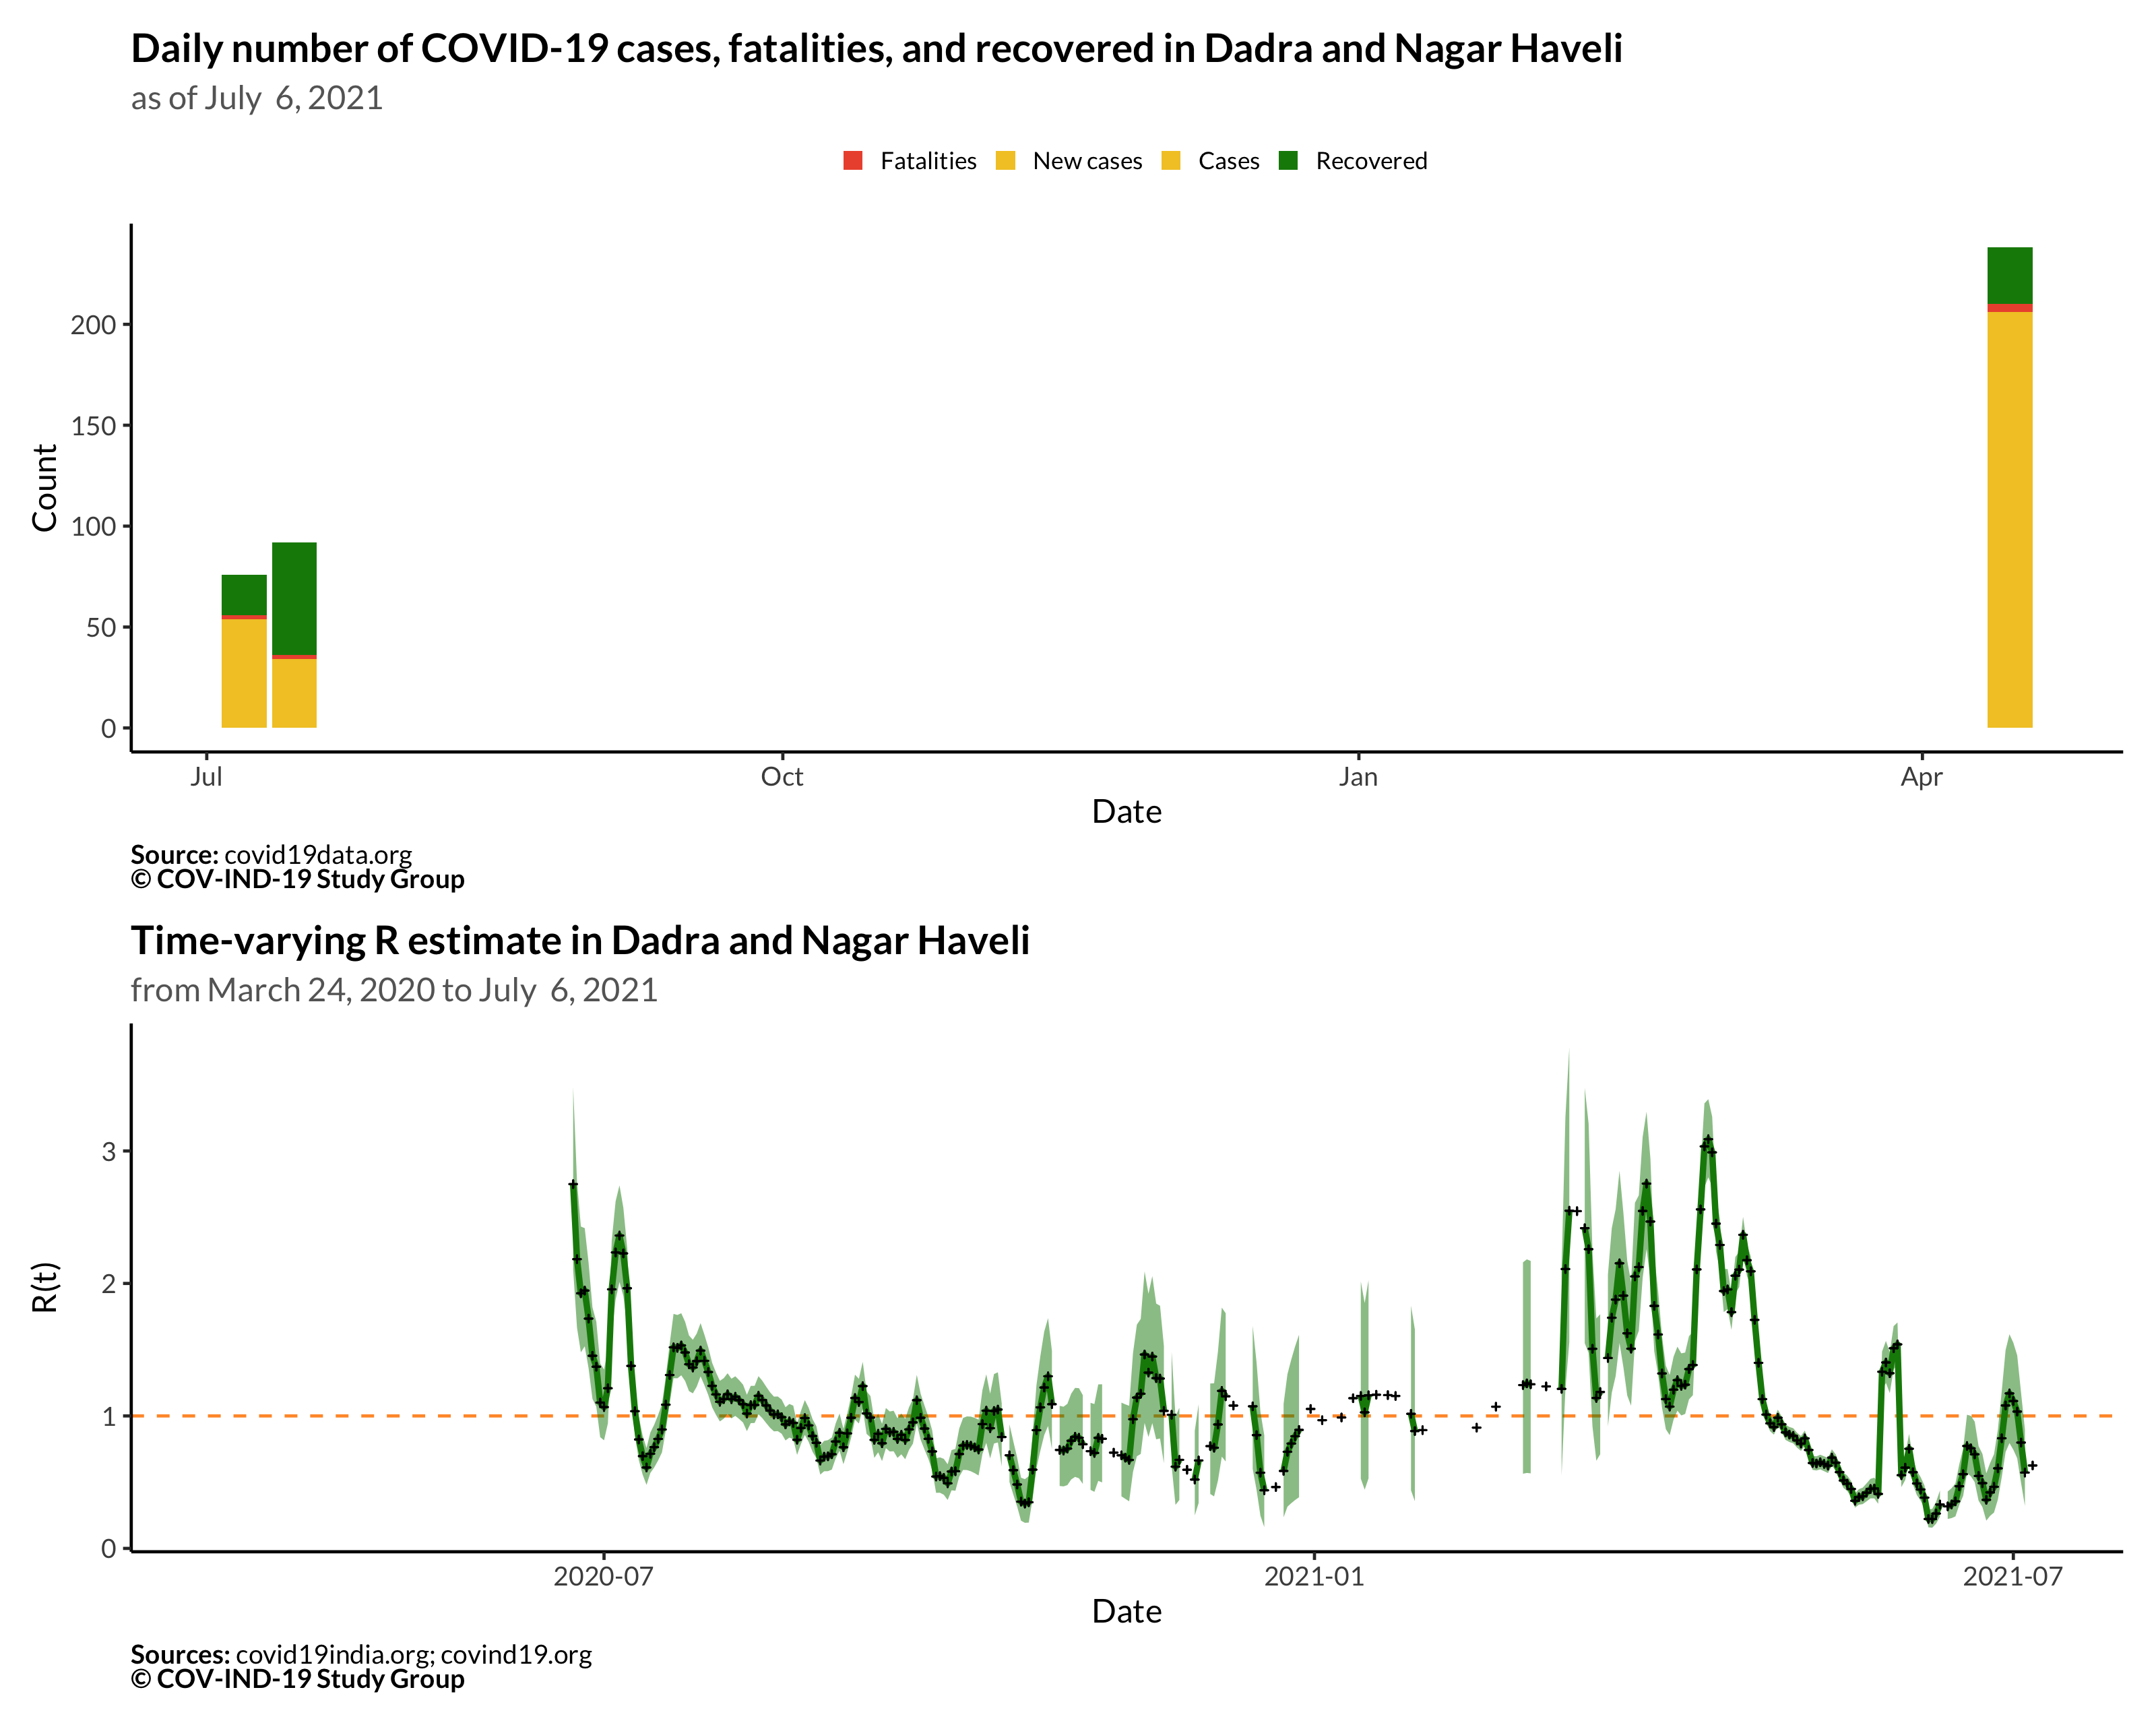 Daily number of COVID-19 cases, fatalities, and recovered in Dadra and Nagar Haveli
as of July  6, 2021
Fatalities New cases Cases Recovered
Count
200
150
100
50
0
Jul Oct Jan Apr
Date
Source: covid19data.org
© COV-IND-19 Study Group
Time-varying R estimate in Dadra and Nagar Haveli
from March 24, 2020 to July  6, 2021
R(t)
3
2
1
0
2020-07 2021-01 2021-07
Date
Sources: covid19india.org; covind19.org
© COV-IND-19 Study Group